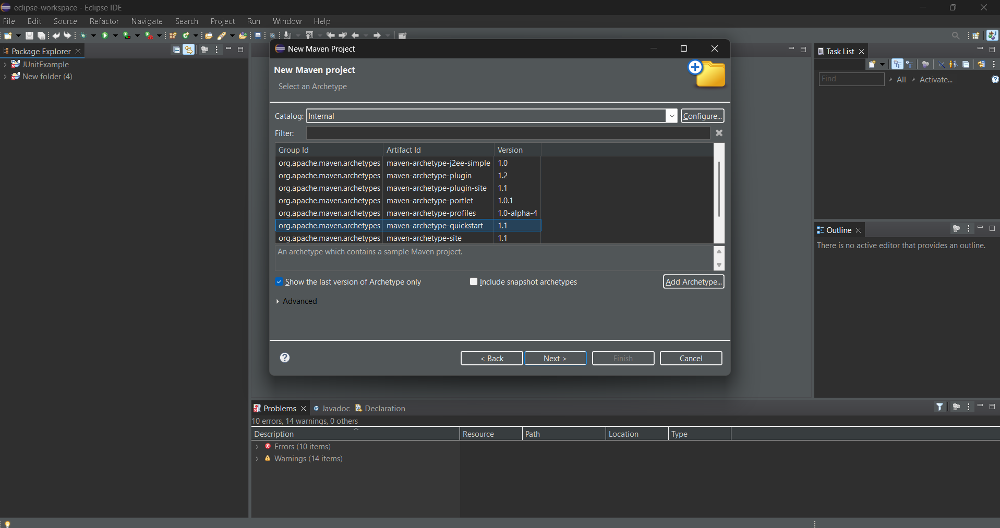 eclipse-workspace - Eclipse IDE
File Edit Source Refactor Navigate Search Project Run Window Help
Package Explorer
JUnitExample
New folder (4)
New Maven Project
New Maven project
Select an Archetype
Catalog: Internal Configure...
Filter:
Group Id Artifact Id Version
org.apache.maven.archetypes maven-archetype-j2ee-simple 1.0
org.apache.maven.archetypes maven-archetype-plugin 1.2
org.apache.maven.archetypes maven-archetype-plugin-site 1.1
org.apache.maven.archetypes maven-archetype-portlet 1.0.1
org.apache.maven.archetypes maven-archetype-profiles 1.0-alpha-4
org.apache.maven.archetypes maven-archetype-quickstart 1.1
org.apache.maven.archetypes maven-archetype-site 1.1
An archetype which contains a sample Maven project.
Show the last version of Archetype only Include snapshot archetypes Add Archetype...
Advanced
< Back Next > Finish Cancel
Task List
Find All Activate...
Outline
There is no active editor that provides an outline.
Problems Javadoc Declaration
10 errors, 14 warnings, 0 others
Description Resource Path Location Type
Errors (10 items)
Warnings (14 items)